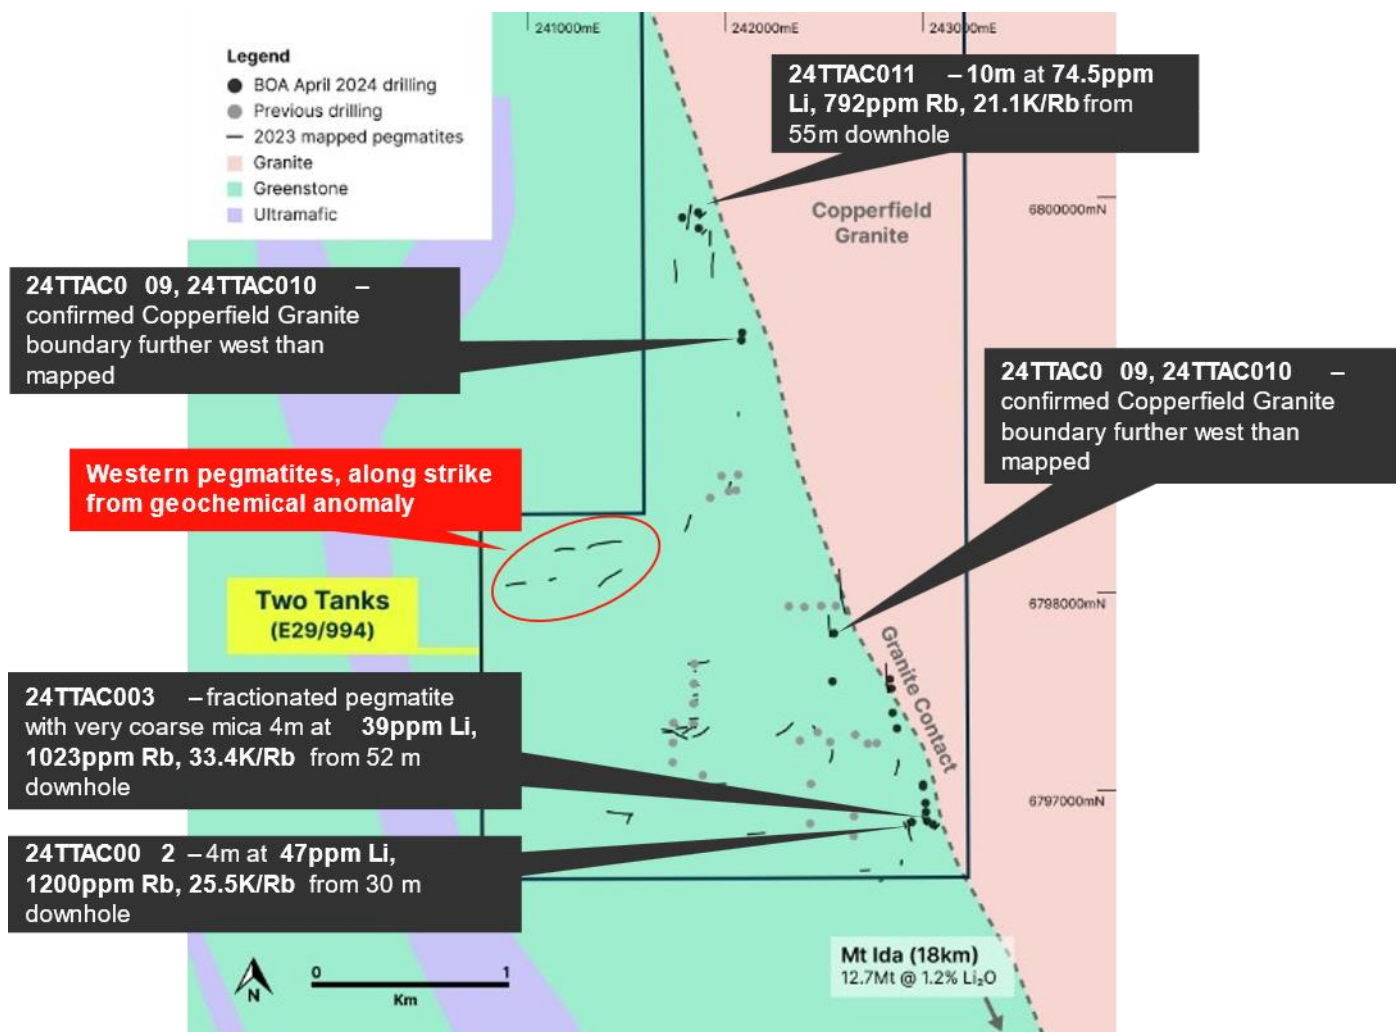 241000mE
242000mE
243000mE
Legend
BOA April 2024 drilling
Previous drilling
2023 mapped pegmatites
Granite
Greenstone
Ultramafic
24TTAC011 – 10m at 74.5ppm
Li, 792ppm Rb, 21.1K/Rb from
55m downhole
Copperfield
Granite
6800000mN
24TTAC0 09, 24TTAC010 –
confirmed Copperfield Granite
boundary further west than
mapped
24TTAC0 09, 24TTAC010 –
confirmed Copperfield Granite
boundary further west than
mapped
Western pegmatites, along strike
from geochemical anomaly
Two Tanks
(E29/994)
6798000mN
Granite Contact
24TTAC003 – fractionated pegmatite
with very coarse mica 4m at 39ppm Li,
1023ppm Rb, 33.4K/Rb from 52 m
downhole
6797000mN
24TTAC00 2 – 4m at 47ppm Li,
1200ppm Rb, 25.5K/Rb from 30 m
downhole
Mt Ida (18km)
12.7Mt @ 1.2% Li₂O
N
0 1
Km